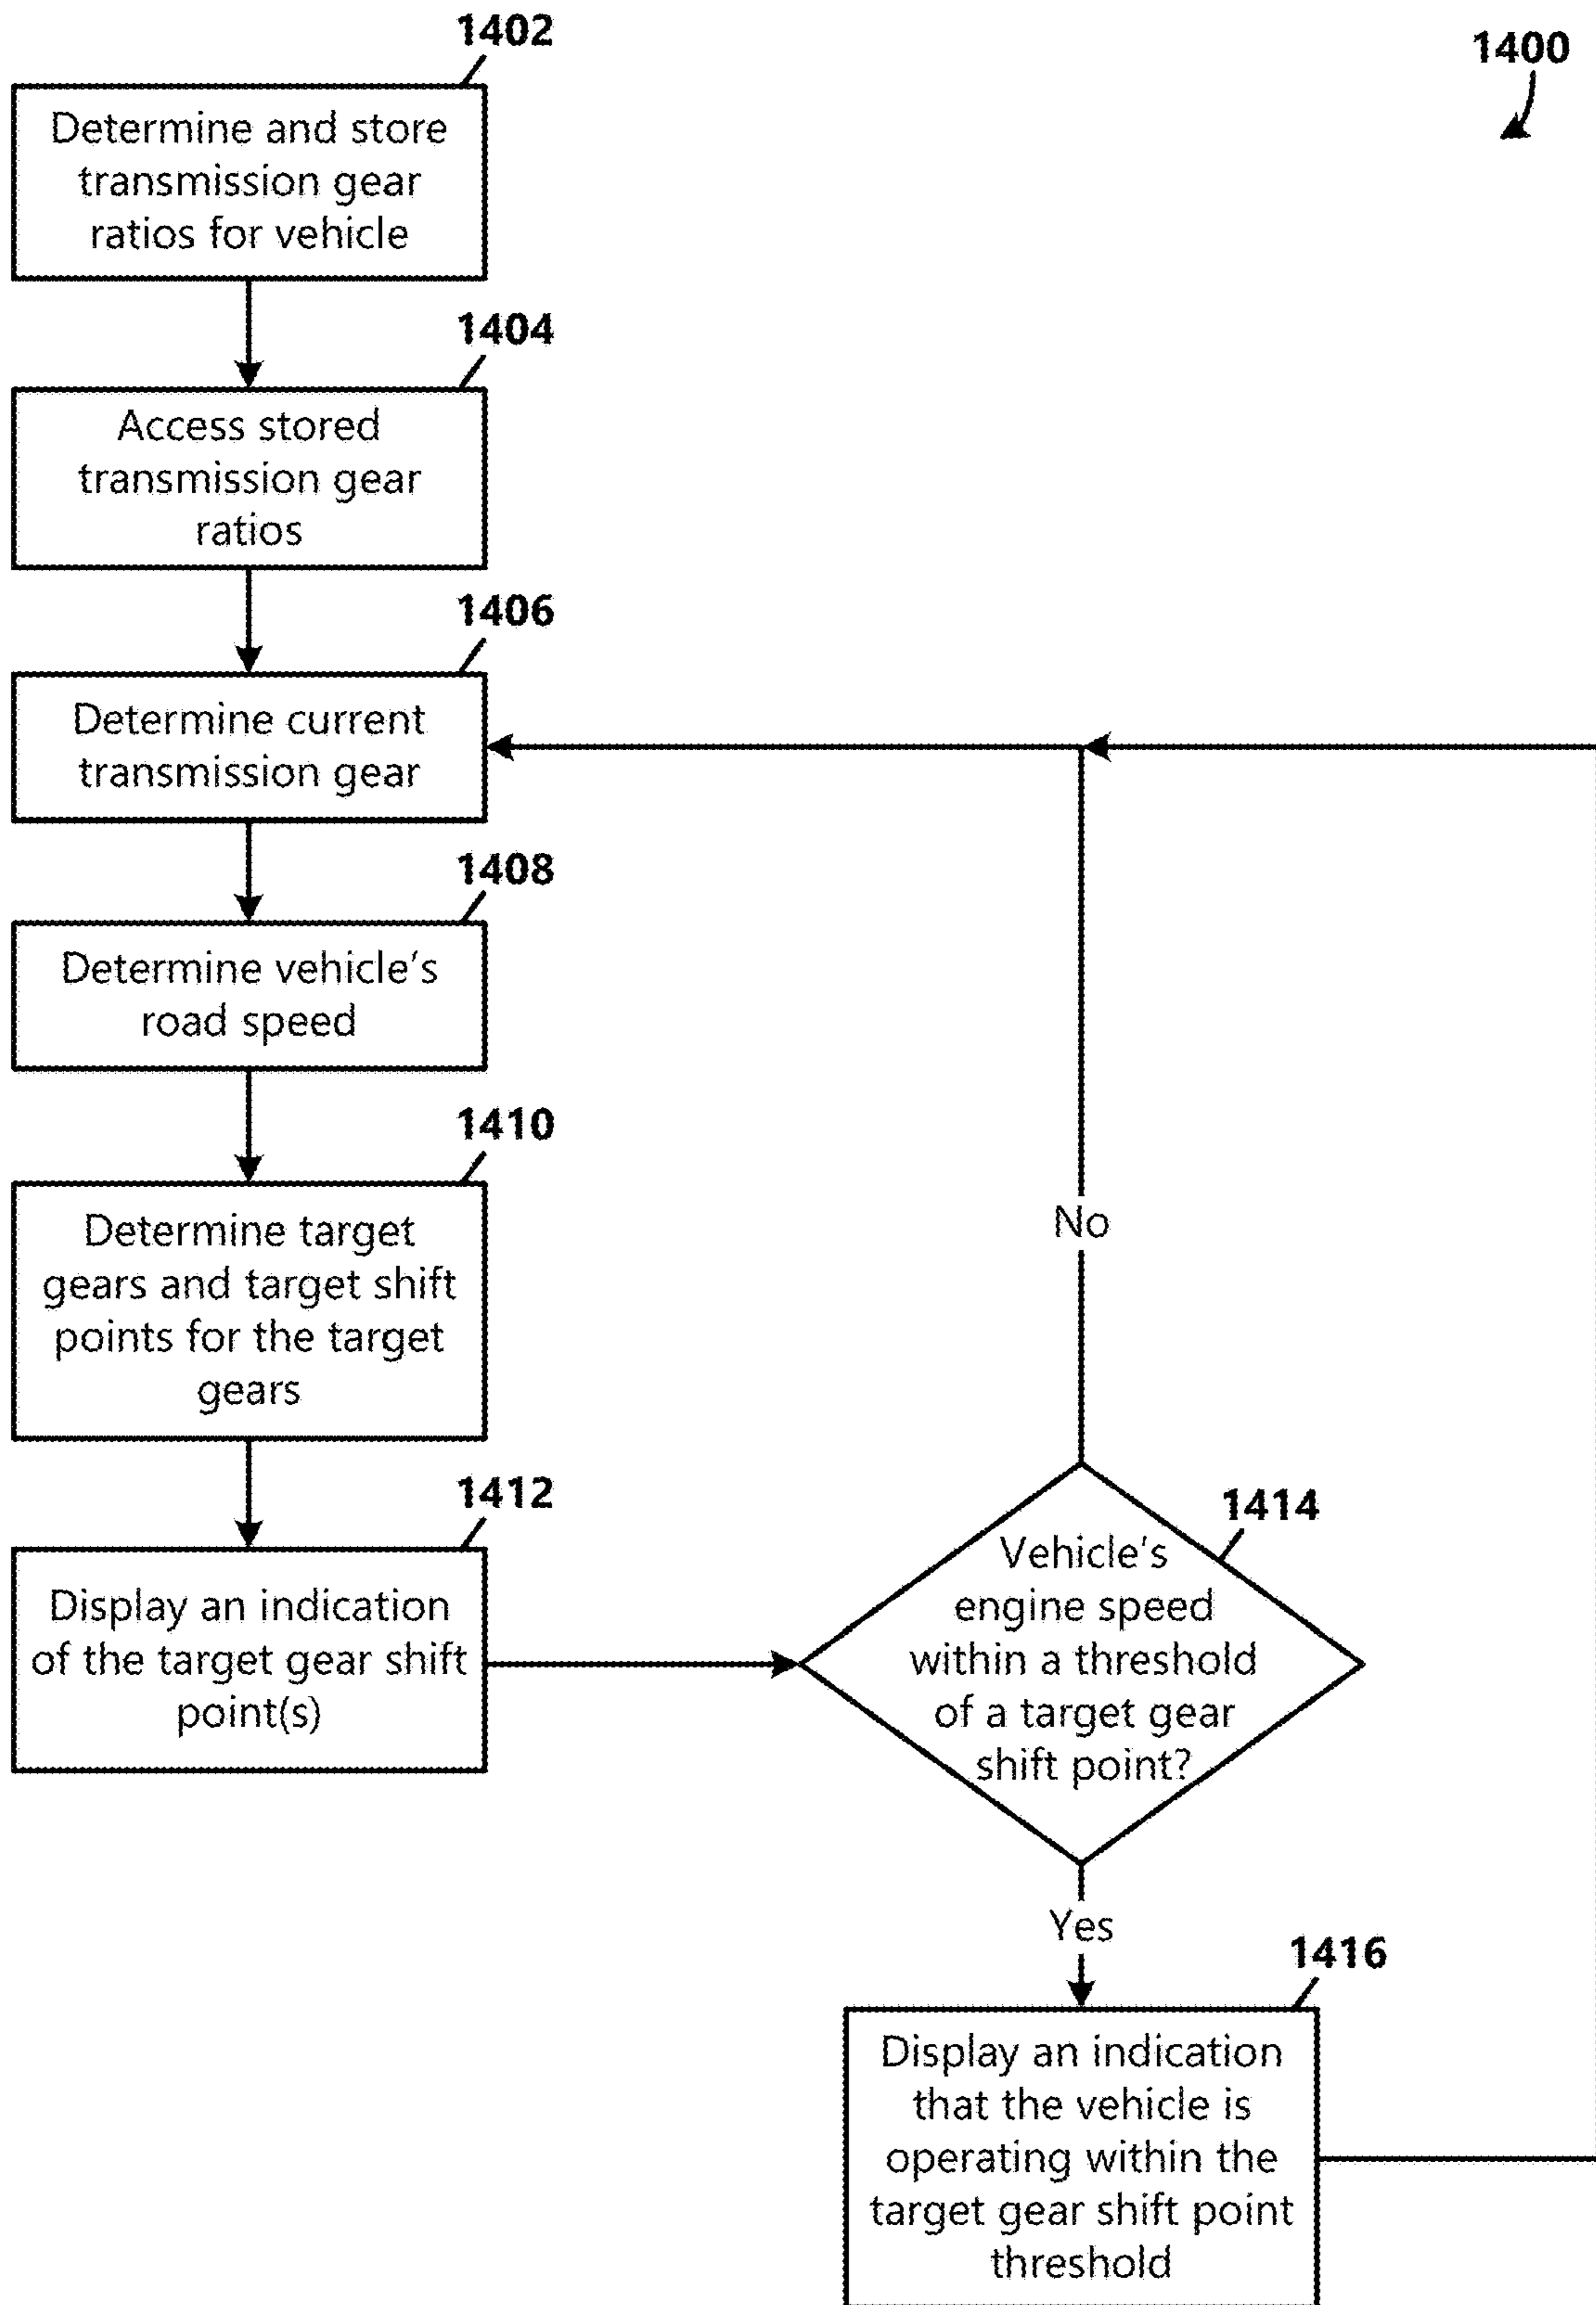 1402
1400
Determine and store
transmission gear
ratios for vehicle
1404
Access stored
transmission gear
ratios
1406
Determine current
transmission gear
1408
Determine vehicle's
road speed
1410
Determine target
gears and target shift
points for the target
gears
No
1412
Display an indication
of the target gear shift
point(s)
1414
Vehicle's
engine speed
within a threshold
of a target gear
shift point?
Yes
1416
Display an indication
that the vehicle is
operating within the
target gear shift point
threshold